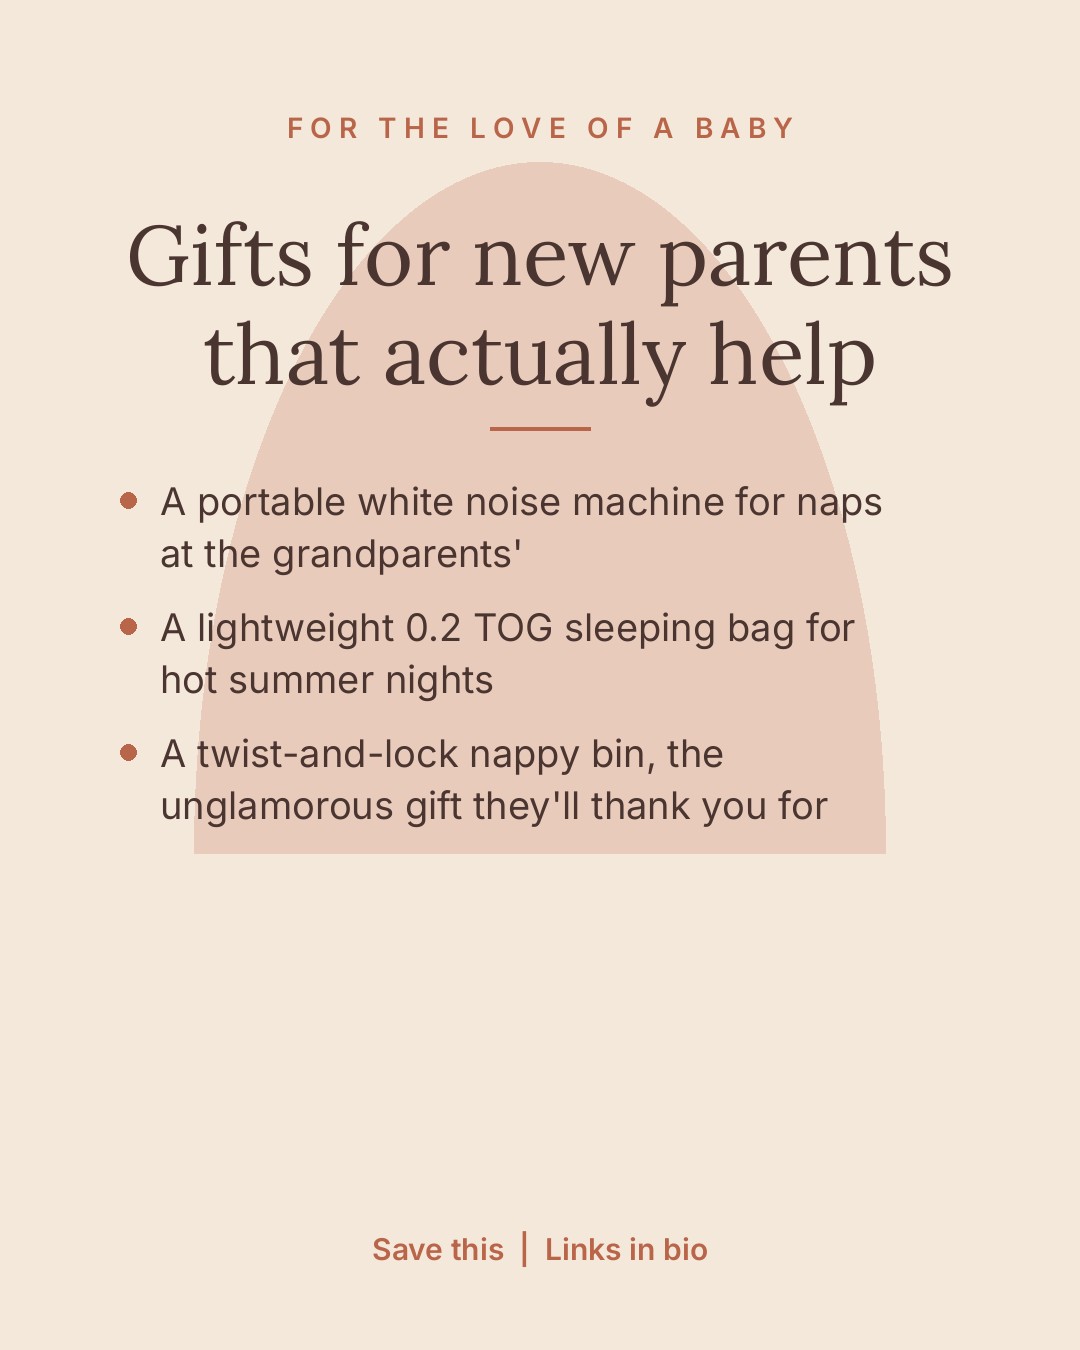 FOR THE LOVE OF A BABY
Gifts for new parents
that actually help
A portable white noise machine for naps
at the grandparents'
A lightweight 0.2 TOG sleeping bag for
hot summer nights
A twist-and-lock nappy bin, the
unglamorous gift they'll thank you for
Save this | Links in bio